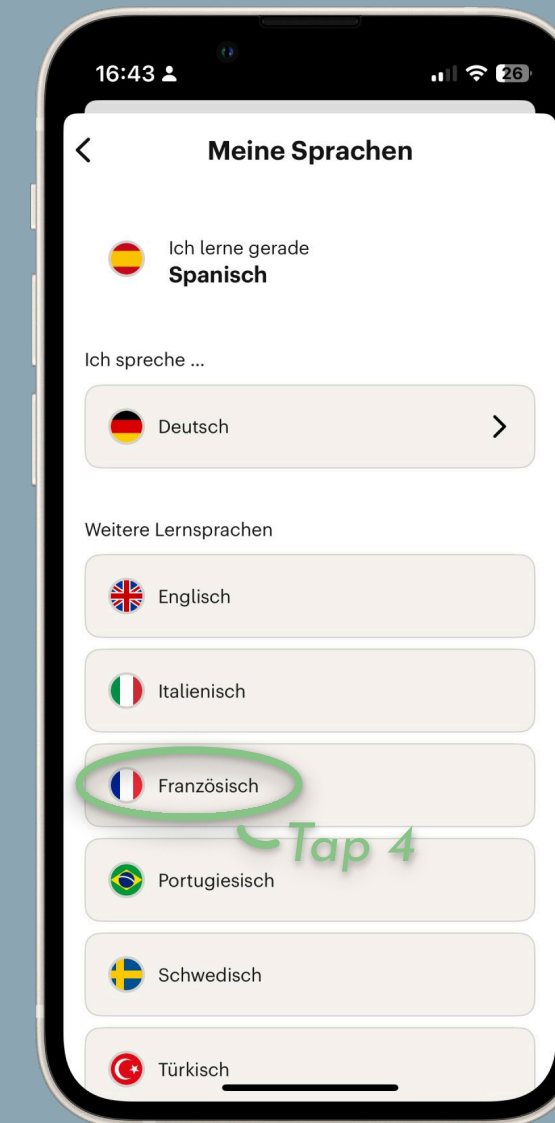 16:43
26
Meine Sprachen
Ich lerne gerade
Spanisch
Ich spreche ...
Deutsch
Weitere Lernsprachen
Englisch
Italienisch
Französisch
Tap 4
Portugiesisch
Schwedisch
Türkisch